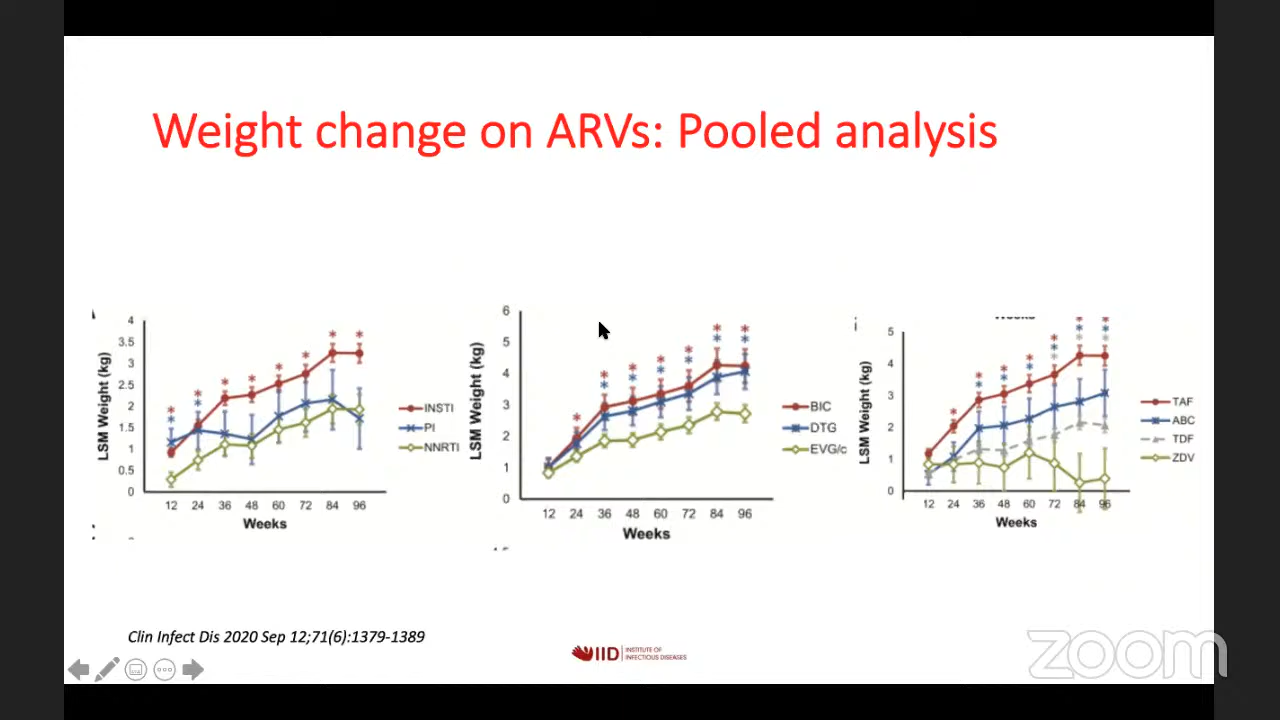 Weight change on ARVs: Pooled analysis
4
3.5
3
2.5
2
1.5
1
0.5
0
LSM Weight (kg)
12 24 36 48 60 72 84 96
Weeks
INSTI
PI
NNRTI
6
5
4
3
2
1
0
LSM Weight (kg)
12 24 36 48 60 72 84 96
Weeks
BIC
DTG
EVG/c
5
4
3
2
1
0
LSM Weight (kg)
12 24 36 48 60 72 84 96
Weeks
TAF
ABC
TDF
ZDV
Clin Infect Dis 2020 Sep 12;71(6):1379-1389
IID INSTITUTE OF
INFECTIOUS DISEASES
zoom